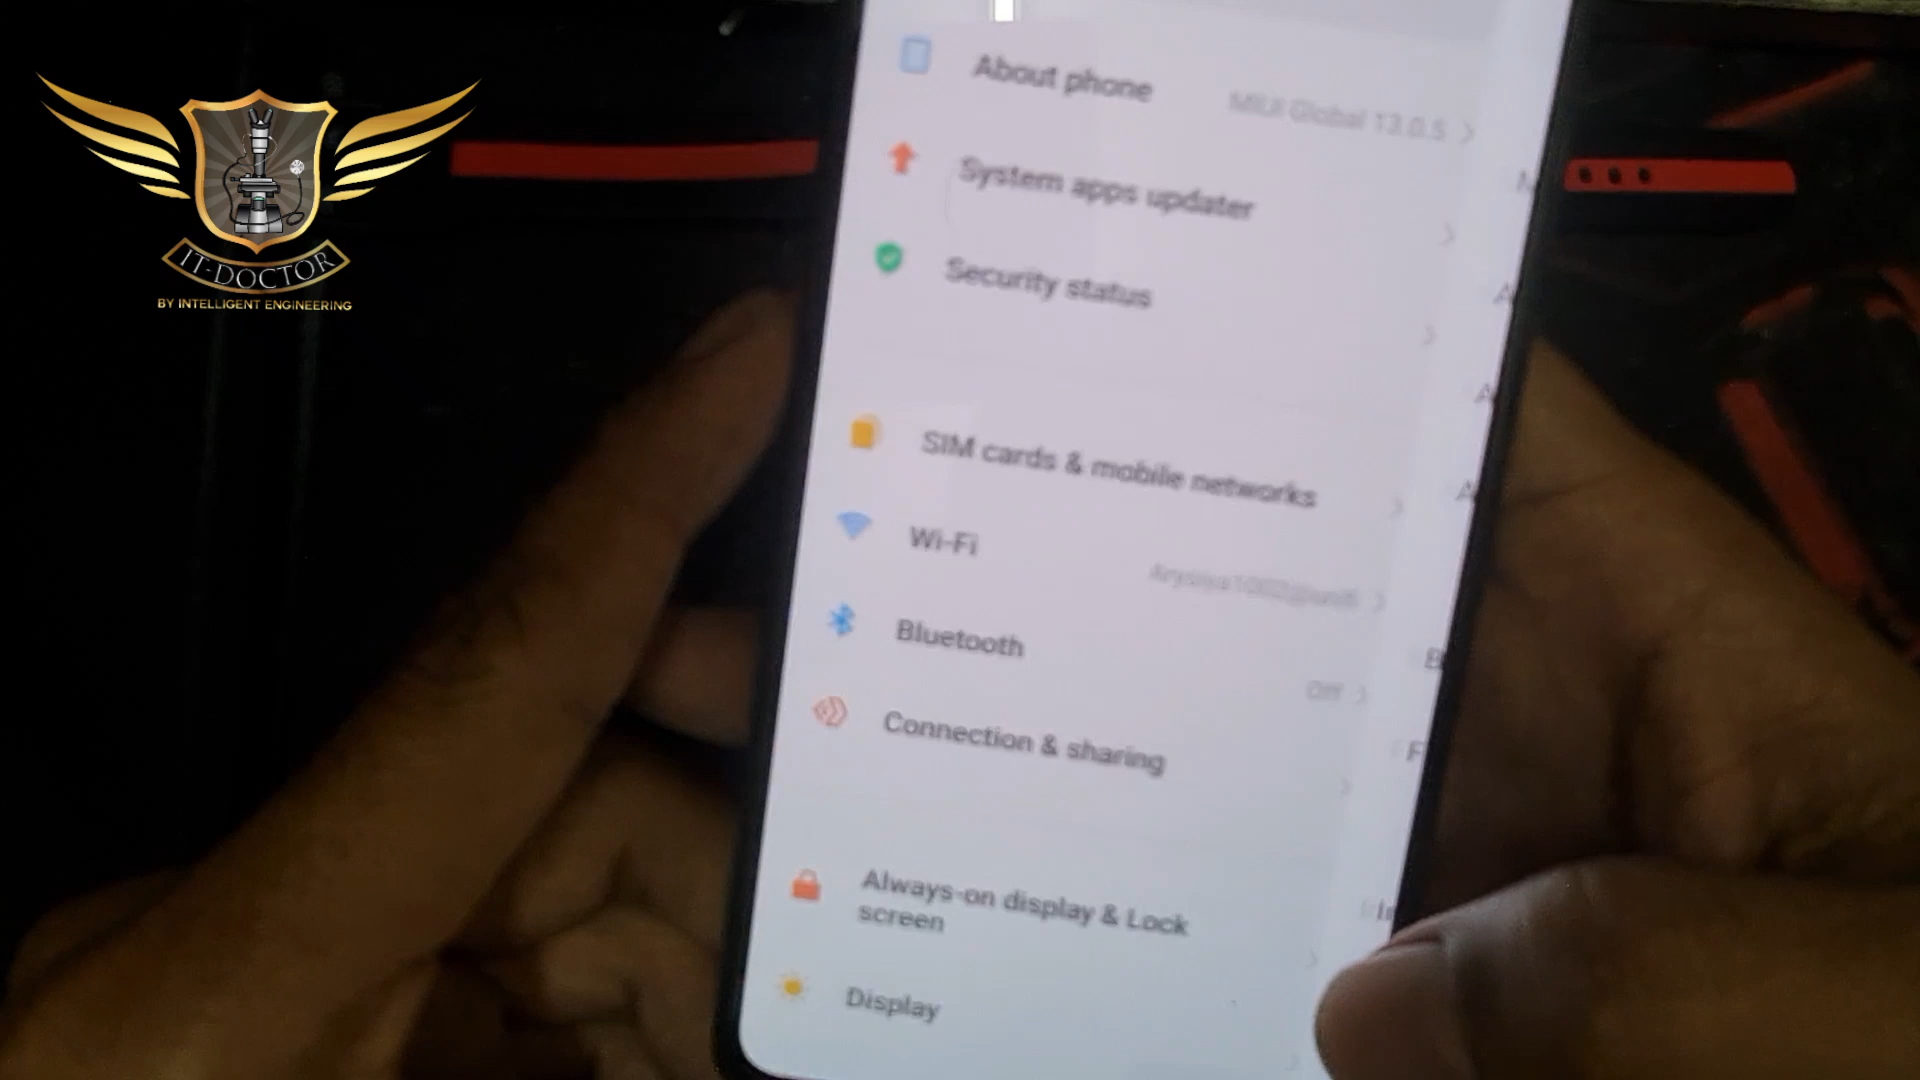 IT-DOCTOR
BY INTELLIGENT ENGINEERING
About phone
MIUI Global 13.0.5
System apps updater
Security status
SIM cards & mobile networks
Wi-Fi
Bluetooth
Off
Connection & sharing
Always-on display & Lock
screen
Display